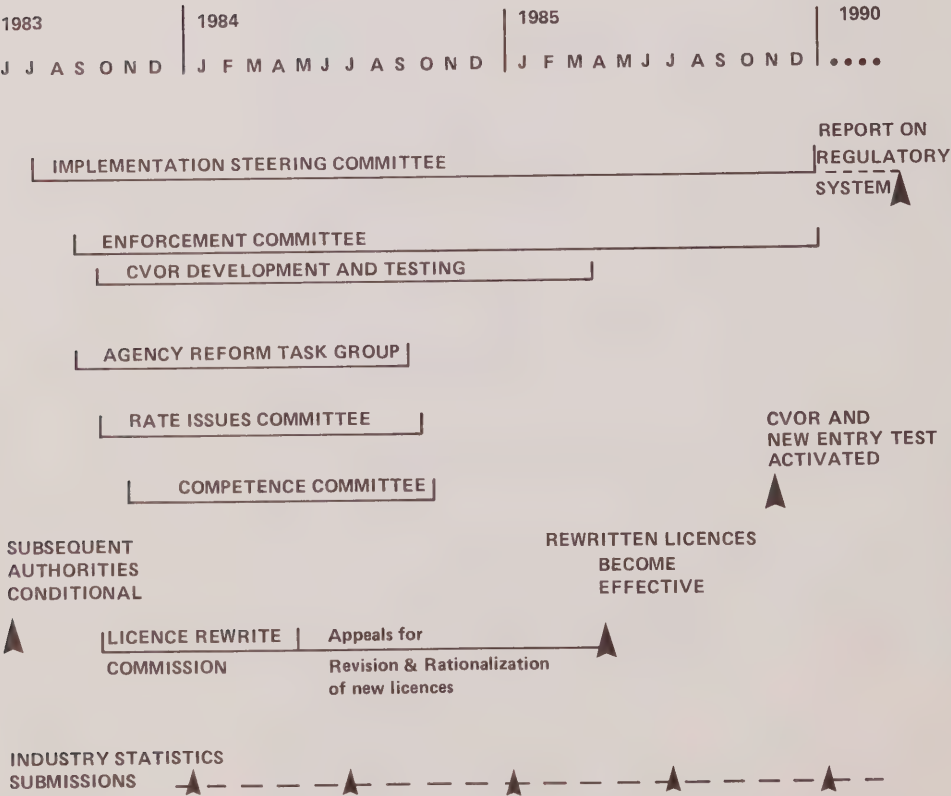 1983 1984 1985 1990
J J A S O N D J F M A M J J A S O N D J F M A M J J A S O N D ••••
REPORT ON
REGULATORY
SYSTEM
IMPLEMENTATION STEERING COMMITTEE
ENFORCEMENT COMMITTEE
CVOR DEVELOPMENT AND TESTING
AGENCY REFORM TASK GROUP
RATE ISSUES COMMITTEE
CVOR AND
NEW ENTRY TEST
ACTIVATED
COMPETENCE COMMITTEE
SUBSEQUENT
AUTHORITIES
CONDITIONAL
REWRITTEN LICENCES
BECOME
EFFECTIVE
LICENCE REWRITE
COMMISSION
Appeals for
Revision & Rationalization
of new licences
INDUSTRY STATISTICS
SUBMISSIONS